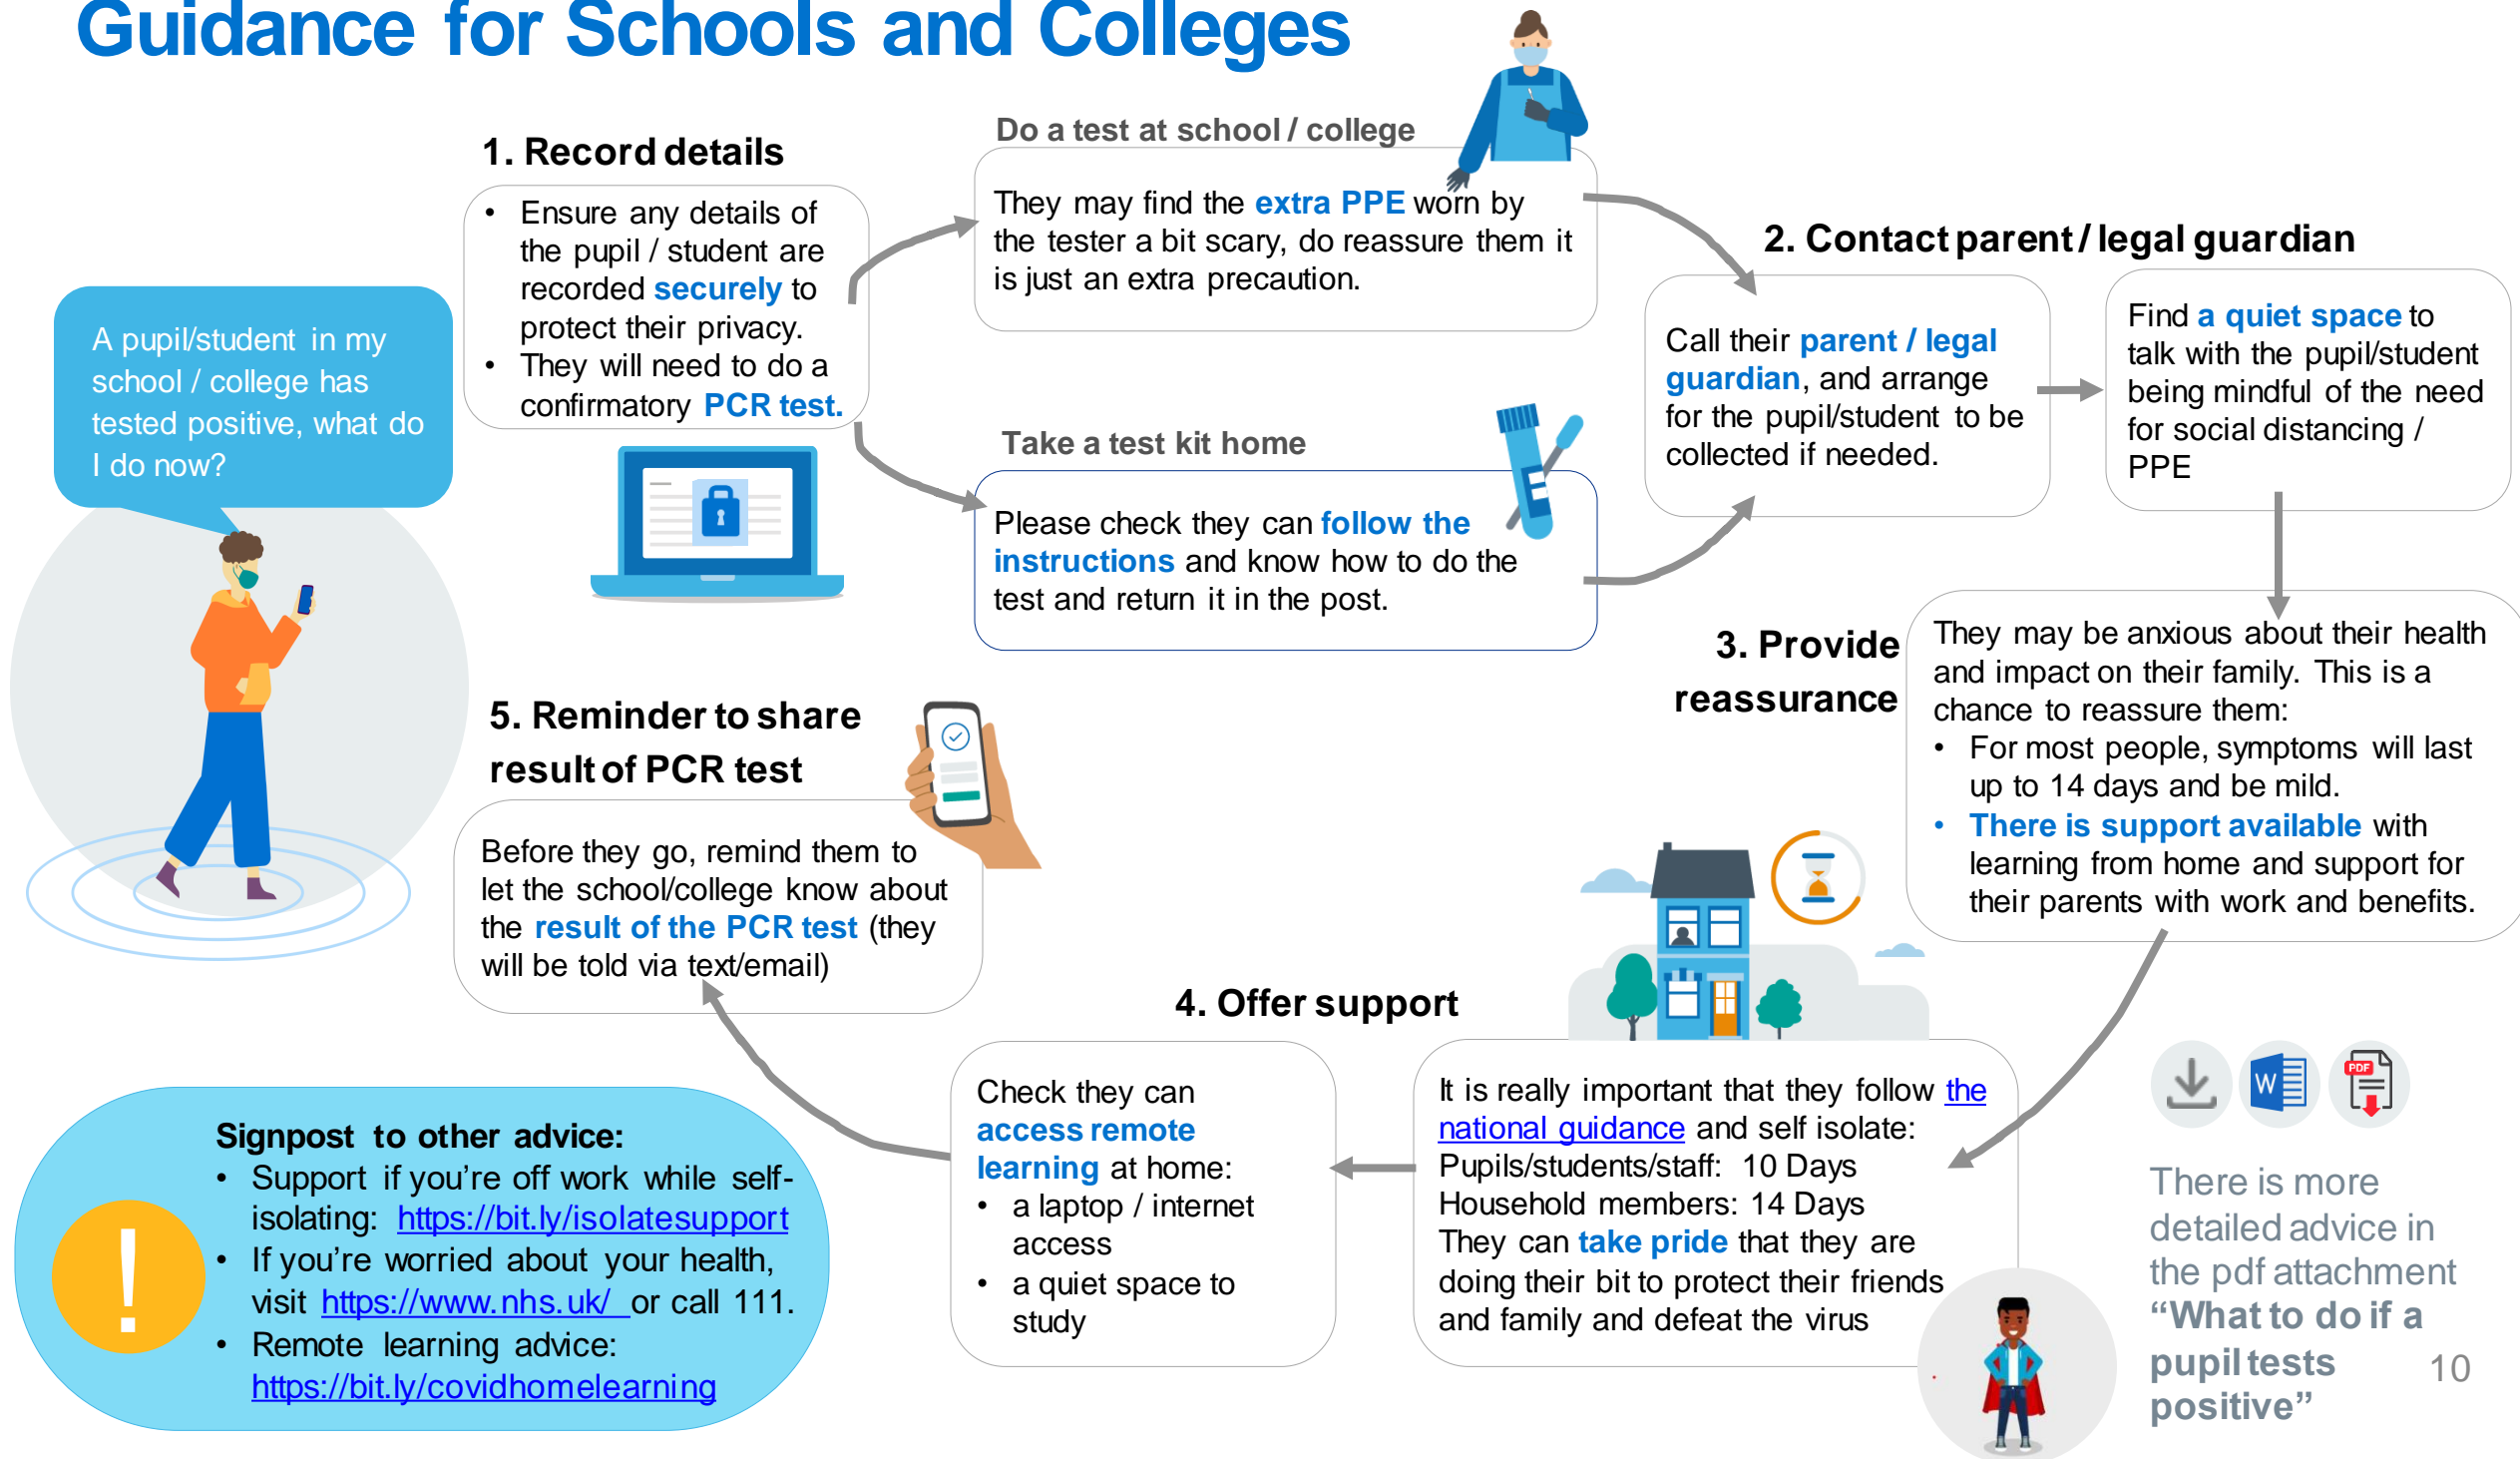 Guidance for Schools and Colleges
A pupil/student in my
school / college has
tested positive, what do
I do now?
1. Record details
• Ensure any details of
the pupil / student are
recorded securely to
protect their privacy.
• They will need to do a
confirmatory PCR test.
Do a test at school / college
They may find the extra PPE worn by
the tester a bit scary, do reassure them it
is just an extra precaution.
Take a test kit home
Please check they can follow the
instructions and know how to do the
test and return it in the post.
2. Contact parent / legal guardian
Call their parent / legal
guardian, and arrange
for the pupil/student to be
collected if needed.
Find a quiet space to
talk with the pupil/student
being mindful of the need
for social distancing /
PPE
3. Provide
reassurance
They may be anxious about their health
and impact on their family. This is a
chance to reassure them:
• For most people, symptoms will last
up to 14 days and be mild.
• There is support available with
learning from home and support for
their parents with work and benefits.
4. Offer support
It is really important that they follow the
national guidance and self isolate:
Pupils/students/staff: 10 Days
Household members: 14 Days
They can take pride that they are
doing their bit to protect their friends
and family and defeat the virus
Check they can
access remote
learning at home:
• a laptop / internet
access
• a quiet space to
study
5. Reminder to share
result of PCR test
Before they go, remind them to
let the school/college know about
the result of the PCR test (they
will be told via text/email)
Signpost to other advice:
• Support if you’re off work while self-
isolating: https://bit.ly/isolatesupport
• If you’re worried about your health,
visit https://www.nhs.uk/ or call 111.
• Remote learning advice:
https://bit.ly/covidhomelearning
!
W
PDF
There is more
detailed advice in
the pdf attachment
“What to do if a
pupil tests
positive”
10